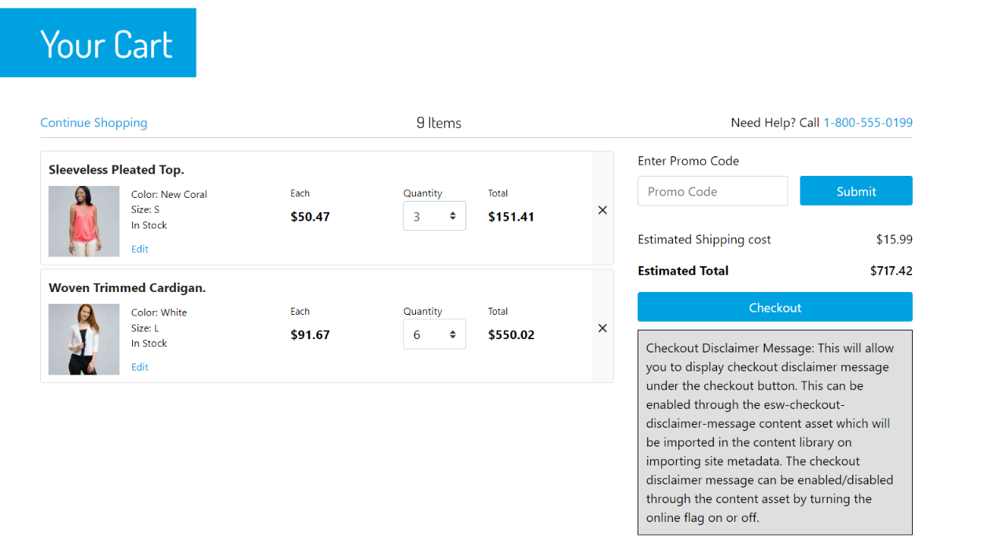 Your Cart
Continue Shopping
9 Items
Need Help? Call 1-800-555-0199
Sleeveless Pleated Top.
Color: New Coral
Size: S
In Stock
Edit
Each
$50.47
Quantity
3
Total
$151.41
×
Woven Trimmed Cardigan.
Color: White
Size: L
In Stock
Edit
Each
$91.67
Quantity
6
Total
$550.02
×
Enter Promo Code
Promo Code
Submit
Estimated Shipping cost $15.99
Estimated Total $717.42
Checkout
Checkout Disclaimer Message: This will allow
you to display checkout disclaimer message
under the checkout button. This can be
enabled through the esw-checkout-
disclaimer-message content asset which will
be imported in the content library on
importing site metadata. The checkout
disclaimer message can be enabled/disabled
through the content asset by turning the
online flag on or off.